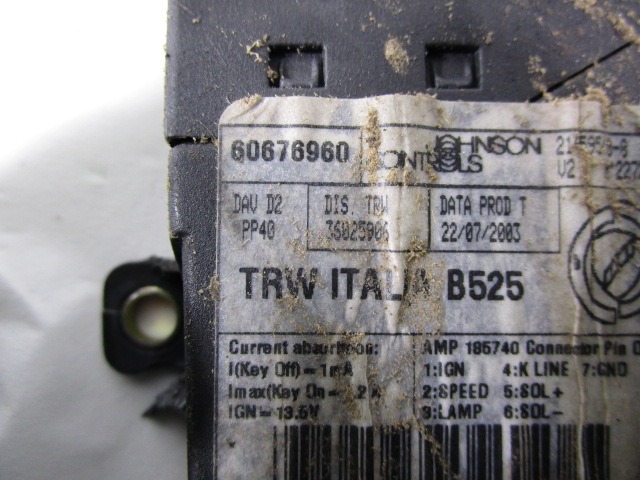 60676960 JOHNSON CONTROLS
V2
DAV D2 DIS. TRW DATA PROD T
PP40 22/07/2003
TRW ITALIA B525
Current absorption: AMP 185740 Connector Pin
I(Key Off)= 1mA 1:IGN 4:K LINE 7:GND
Imax(Key On = 2 A 2:SPEED 5:SOL+
IGN=13.5V 3:LAMP 6:SOL-